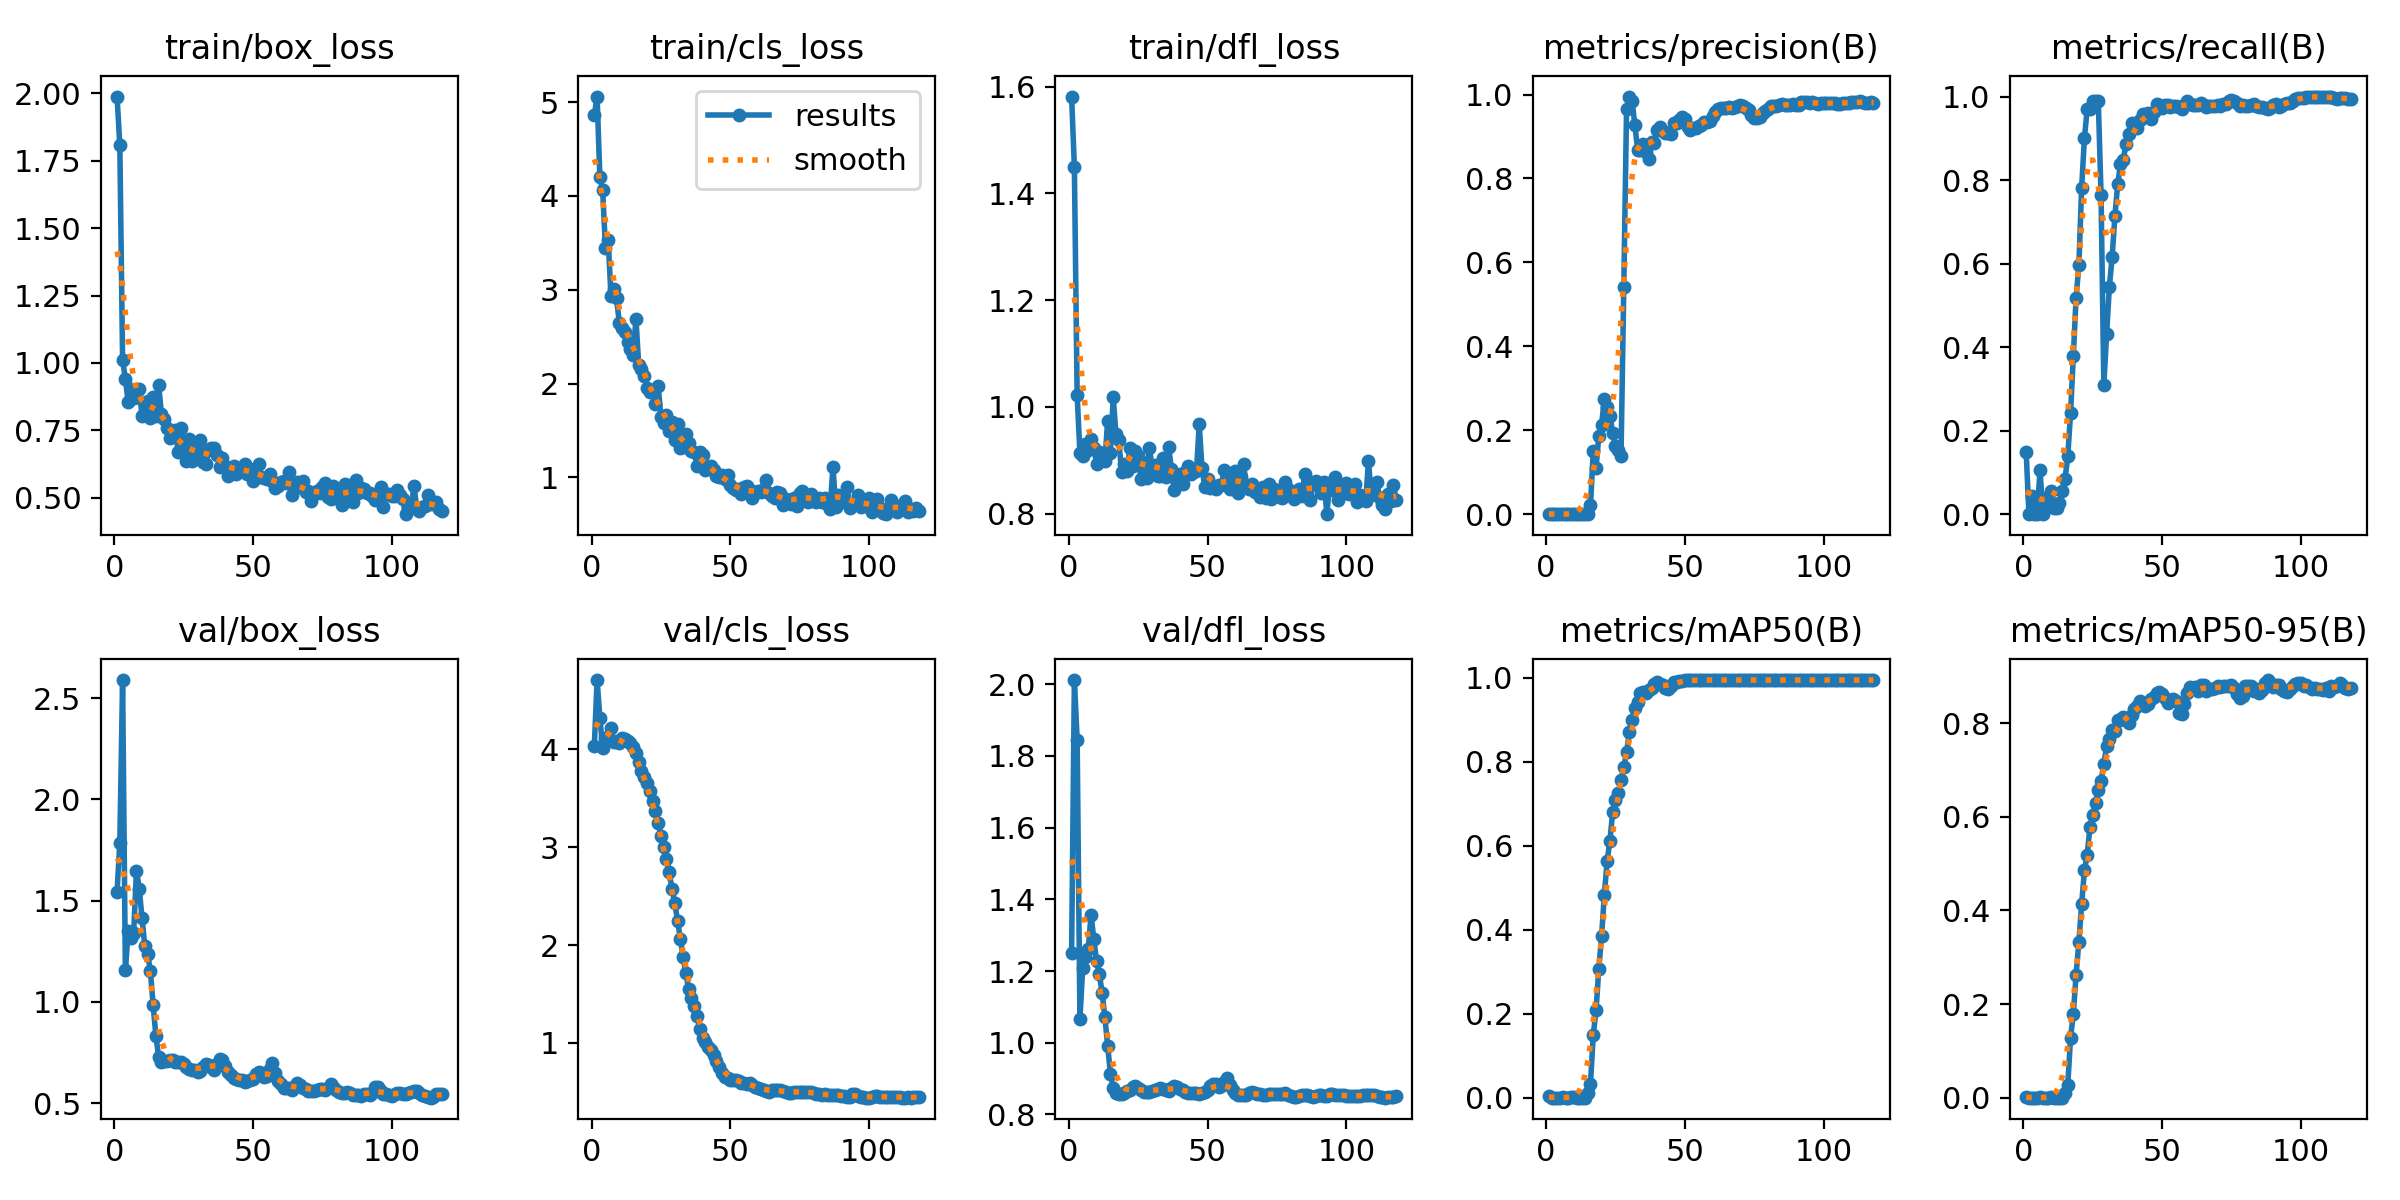 train/box_loss
2.00
1.75
1.50
1.25
1.00
0.75
0.50
0 50 100
train/cls_loss
results
smooth
5
4
3
2
1
0 50 100
train/dfl_loss
1.6
1.4
1.2
1.0
0.8
0 50 100
metrics/precision(B)
1.0
0.8
0.6
0.4
0.2
0.0
0 50 100
metrics/recall(B)
1.0
0.8
0.6
0.4
0.2
0.0
0 50 100
val/box_loss
2.5
2.0
1.5
1.0
0.5
0 50 100
val/cls_loss
4
3
2
1
0 50 100
val/dfl_loss
2.0
1.8
1.6
1.4
1.2
1.0
0.8
0 50 100
metrics/mAP50(B)
1.0
0.8
0.6
0.4
0.2
0.0
0 50 100
metrics/mAP50-95(B)
0.8
0.6
0.4
0.2
0.0
0 50 100